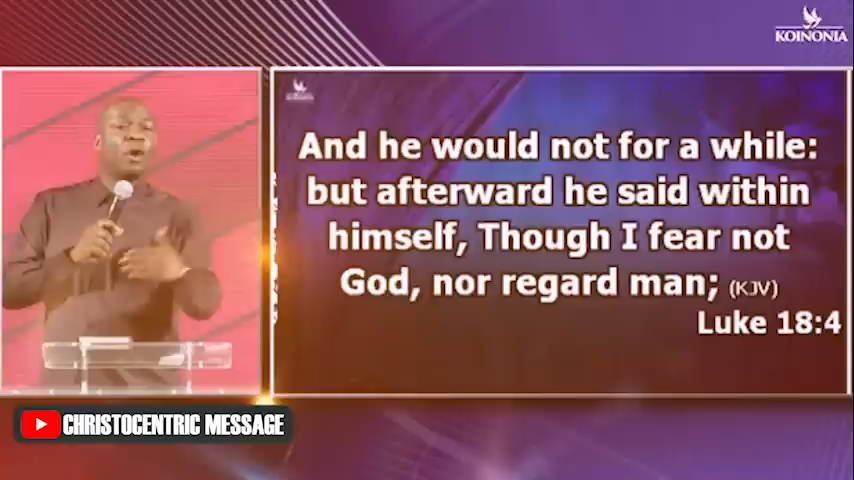 KOINONIA
And he would not for a while:
but afterward he said within
himself, Though I fear not
God, nor regard man; (KJV)
Luke 18:4
CHRISTOCENTRIC MESSAGE